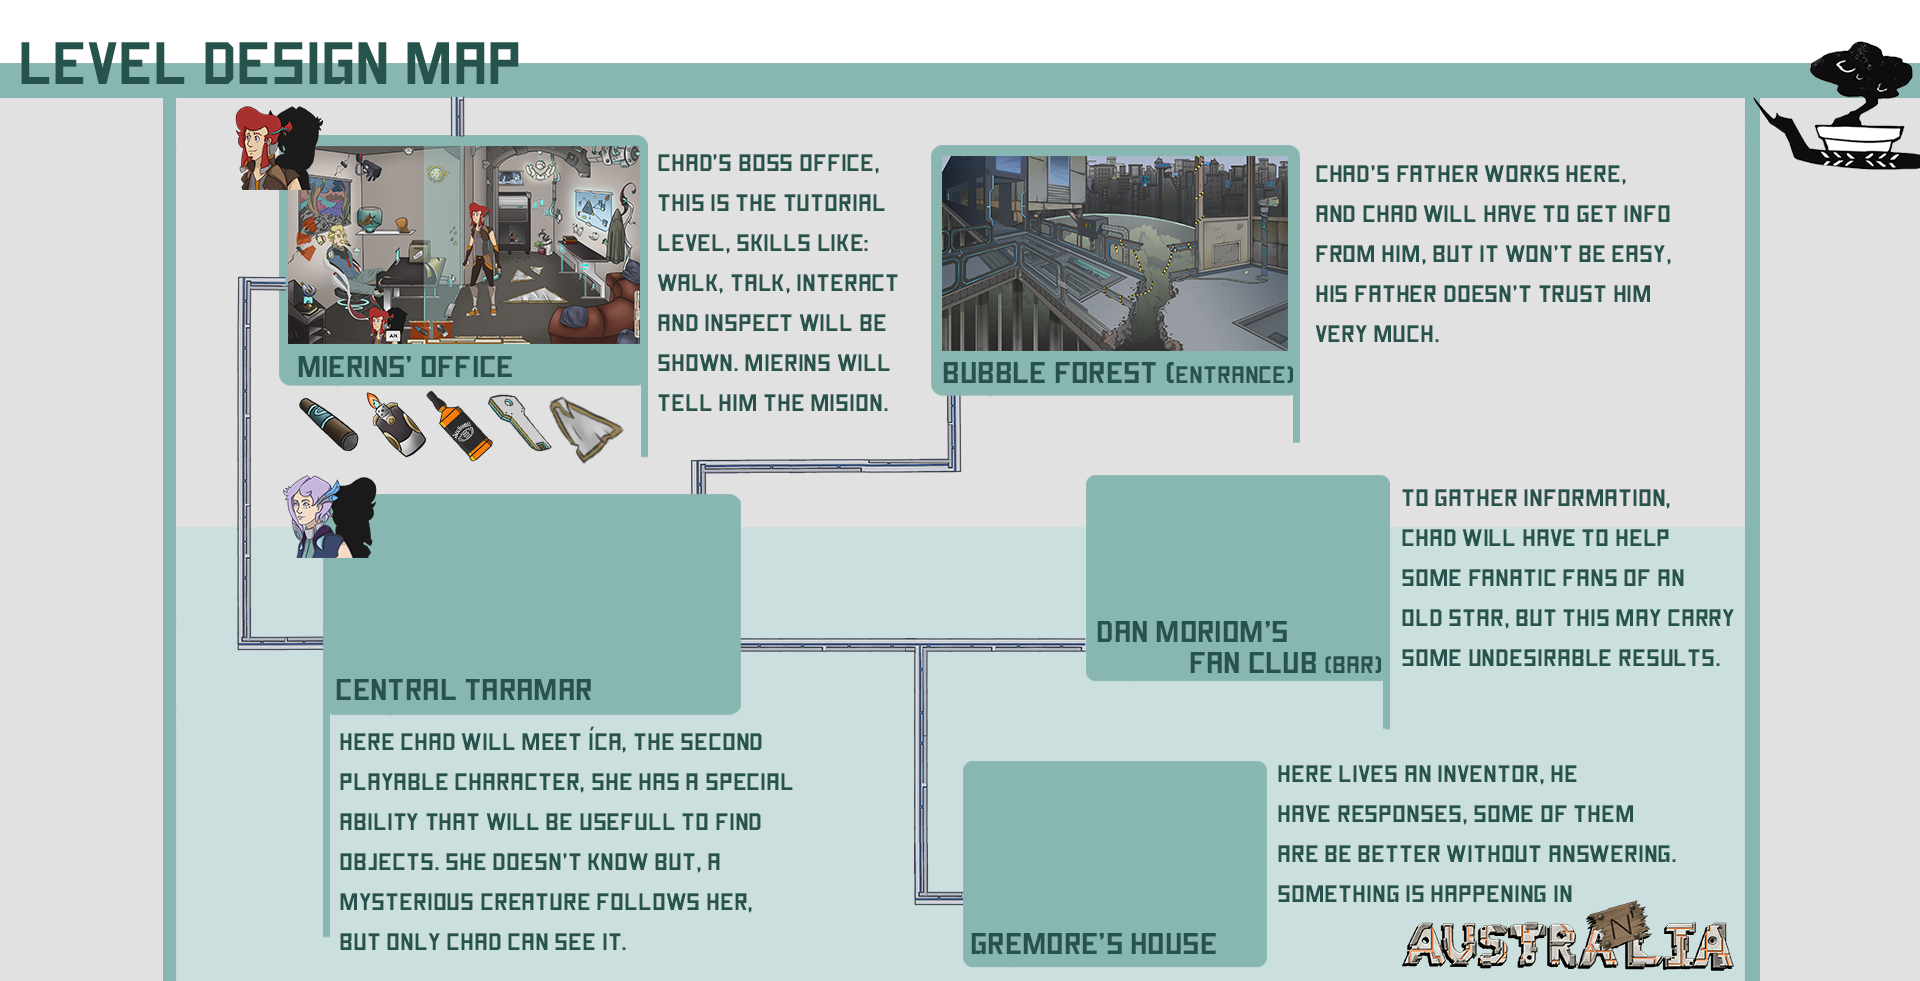 LEVEL DESIGN MAP
CHAD'S BOSS OFFICE,
THIS IS THE TUTORIAL
LEVEL, SKILLS LIKE:
WALK, TALK, INTERACT
AND INSPECT WILL BE
SHOWN. MIERINS WILL
TELL HIM THE MISION.
MIERINS' OFFICE
CHAD'S FATHER WORKS HERE,
AND CHAD WILL HAVE TO GET INFO
FROM HIM, BUT IT WON'T BE EASY,
HIS FATHER DOESN'T TRUST HIM
VERY MUCH.
BUBBLE FOREST (ENTRANCE)
TO GATHER INFORMATION,
CHAD WILL HAVE TO HELP
SOME FANATIC FANS OF AN
OLD STAR, BUT THIS MAY CARRY
SOME UNDESIRABLE RESULTS.
DAN MORIOM'S
FAN CLUB (BAR)
CENTRAL TARAMAR
HERE CHAD WILL MEET ÍCA, THE SECOND
PLAYABLE CHARACTER, SHE HAS A SPECIAL
ABILITY THAT WILL BE USEFULL TO FIND
OBJECTS. SHE DOESN'T KNOW BUT, A
MYSTERIOUS CREATURE FOLLOWS HER,
BUT ONLY CHAD CAN SEE IT.
HERE LIVES AN INVENTOR, HE
HAVE RESPONSES, SOME OF THEM
ARE BE BETTER WITHOUT ANSWERING.
SOMETHING IS HAPPENING IN
AUSTRANLIA
GREMORE'S HOUSE